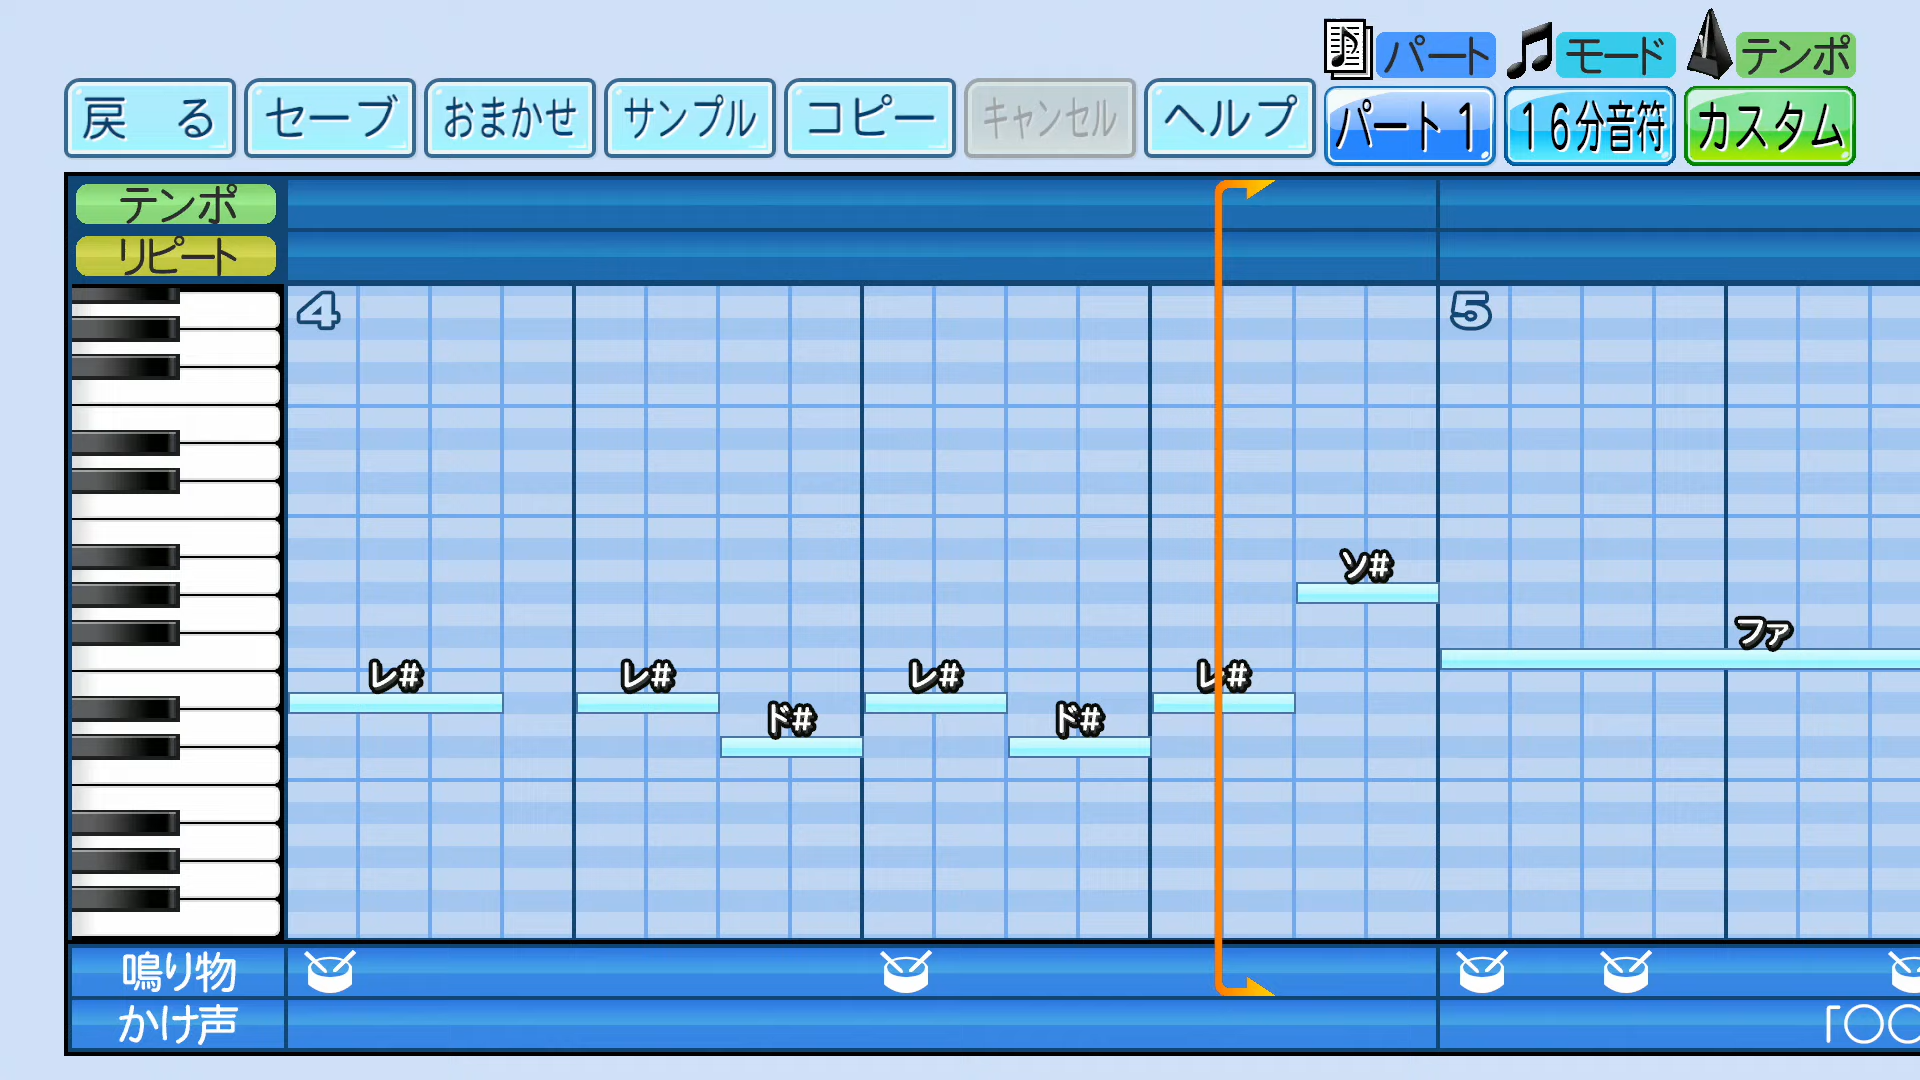 パート モード テンポ
戻る セーブ おまかせ サンプル コピー キャンセル ヘルプ パート1 16分音符 カスタム
テンポ
リピート
4 5
ソ#
ファ
レ# レ# レ# レ#
ド# ド#
鳴り物
かけ声
「○○